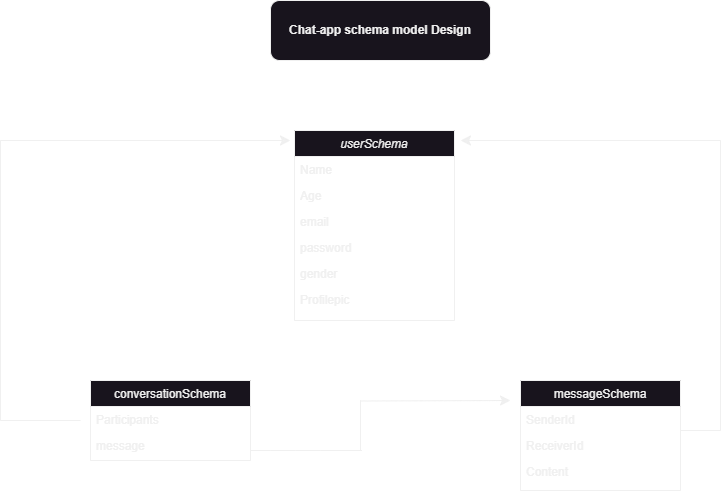 Chat-app schema model Design
userSchema
Name
Age
email
password
gender
Profilepic
conversationSchema
Participants
message
messageSchema
SenderId
ReceiverId
Content